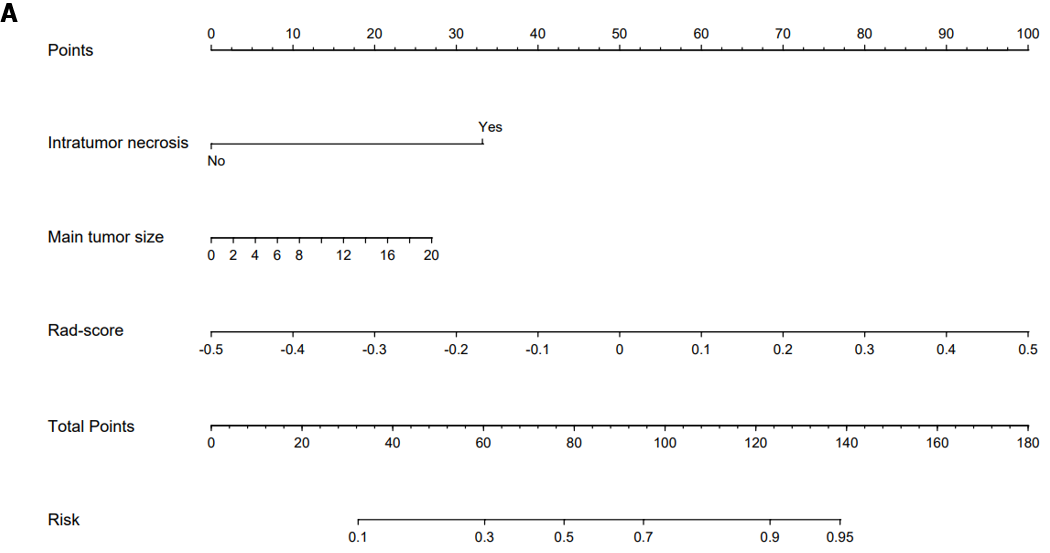 A
Points
0 10 20 30 40 50 60 70 80 90 100
Intratumor necrosis
Yes
No
Main tumor size
0 2 4 6 8 12 16 20
Rad-score
-0.5 -0.4 -0.3 -0.2 -0.1 0 0.1 0.2 0.3 0.4 0.5
Total Points
0 20 40 60 80 100 120 140 160 180
Risk
0.1 0.3 0.5 0.7 0.9 0.95